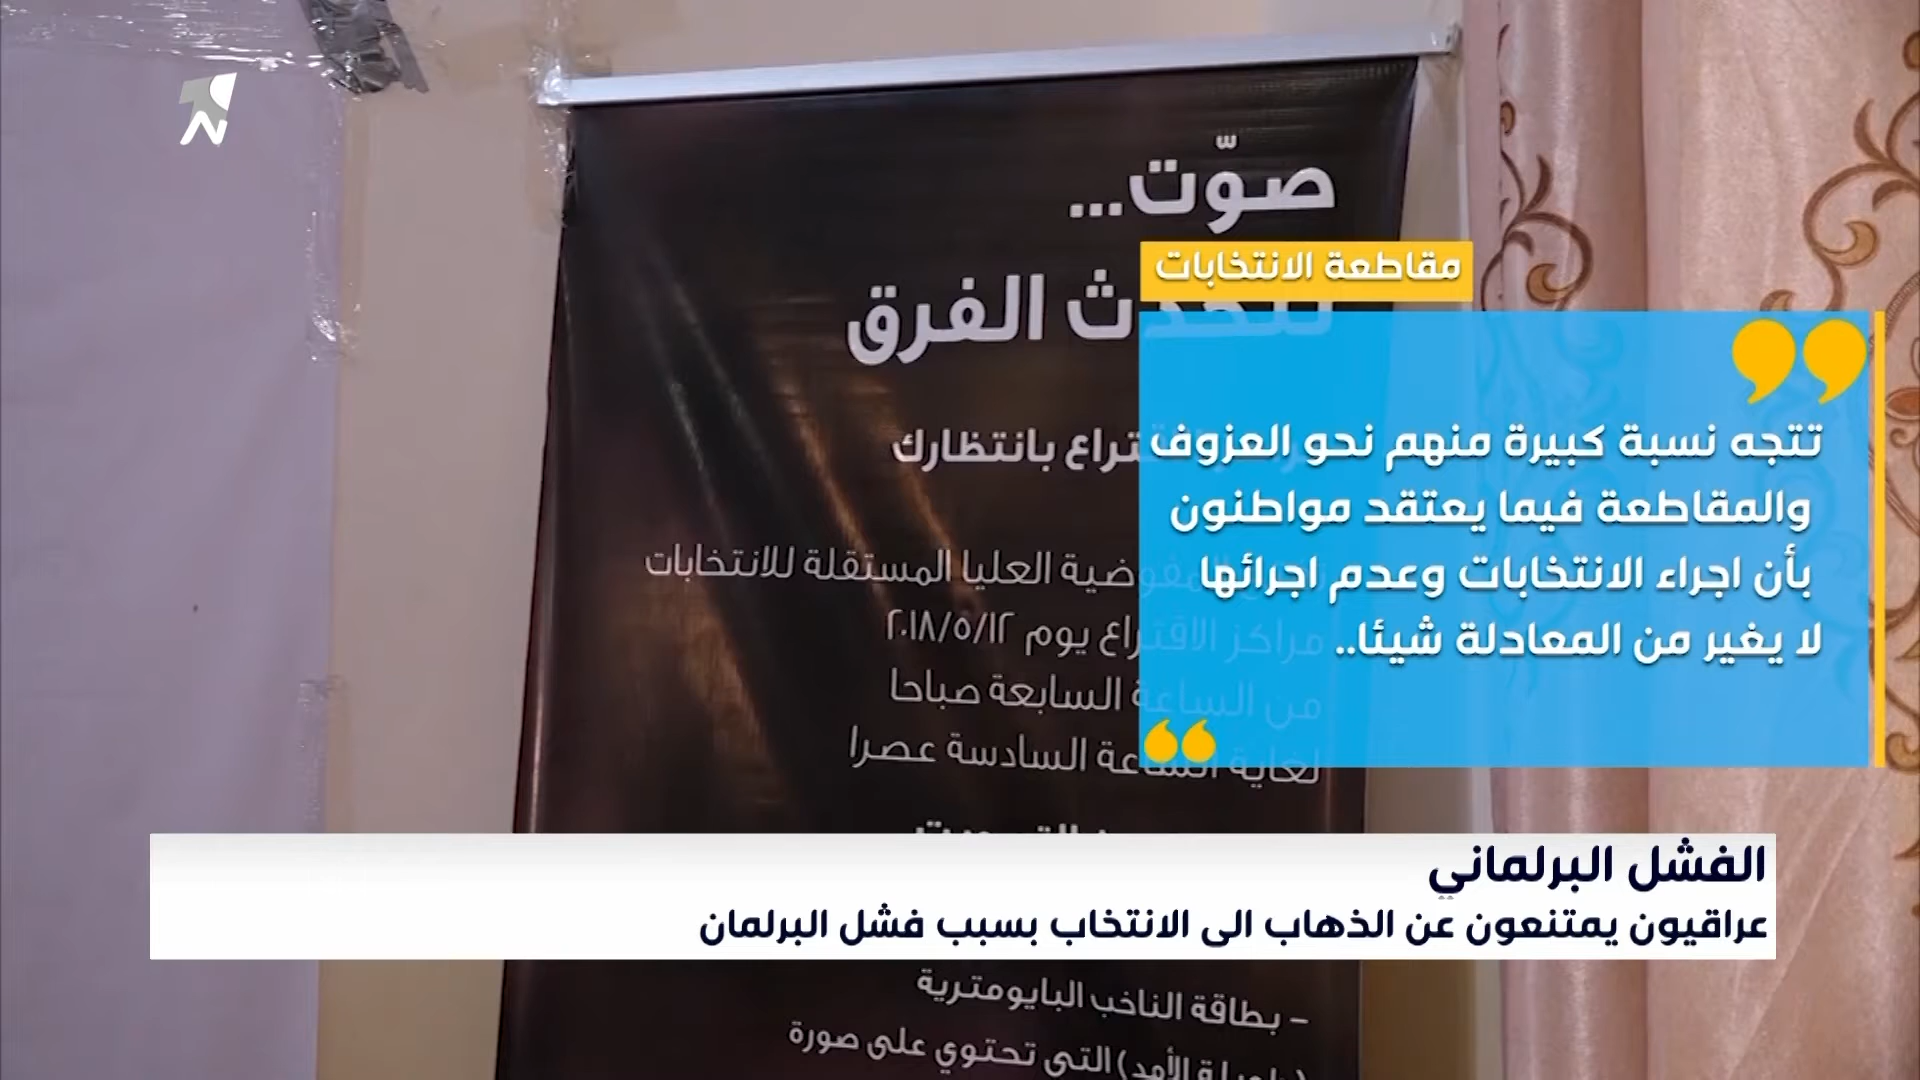 صوّت...
الفرق
بانتظارك
العليا المستقلة للانتخابات
مراكز الاقتراع يوم ٢٠١٨/٥/١٢
من الساعة السابعة صباحا
لغاية الساعة السادسة عصرا
مقاطعة الانتخابات
تتجه نسبة كبيرة منهم نحو العزوف
والمقاطعة فيما يعتقد مواطنون
بأن اجراء الانتخابات وعدم اجرائها
لا يغير من المعادلة شيئا..
الفشل البرلماني
عراقيون يمتنعون عن الذهاب الى الانتخاب بسبب فشل البرلمان
– بطاقة الناخب البايومترية
التي تحتوي على صورة